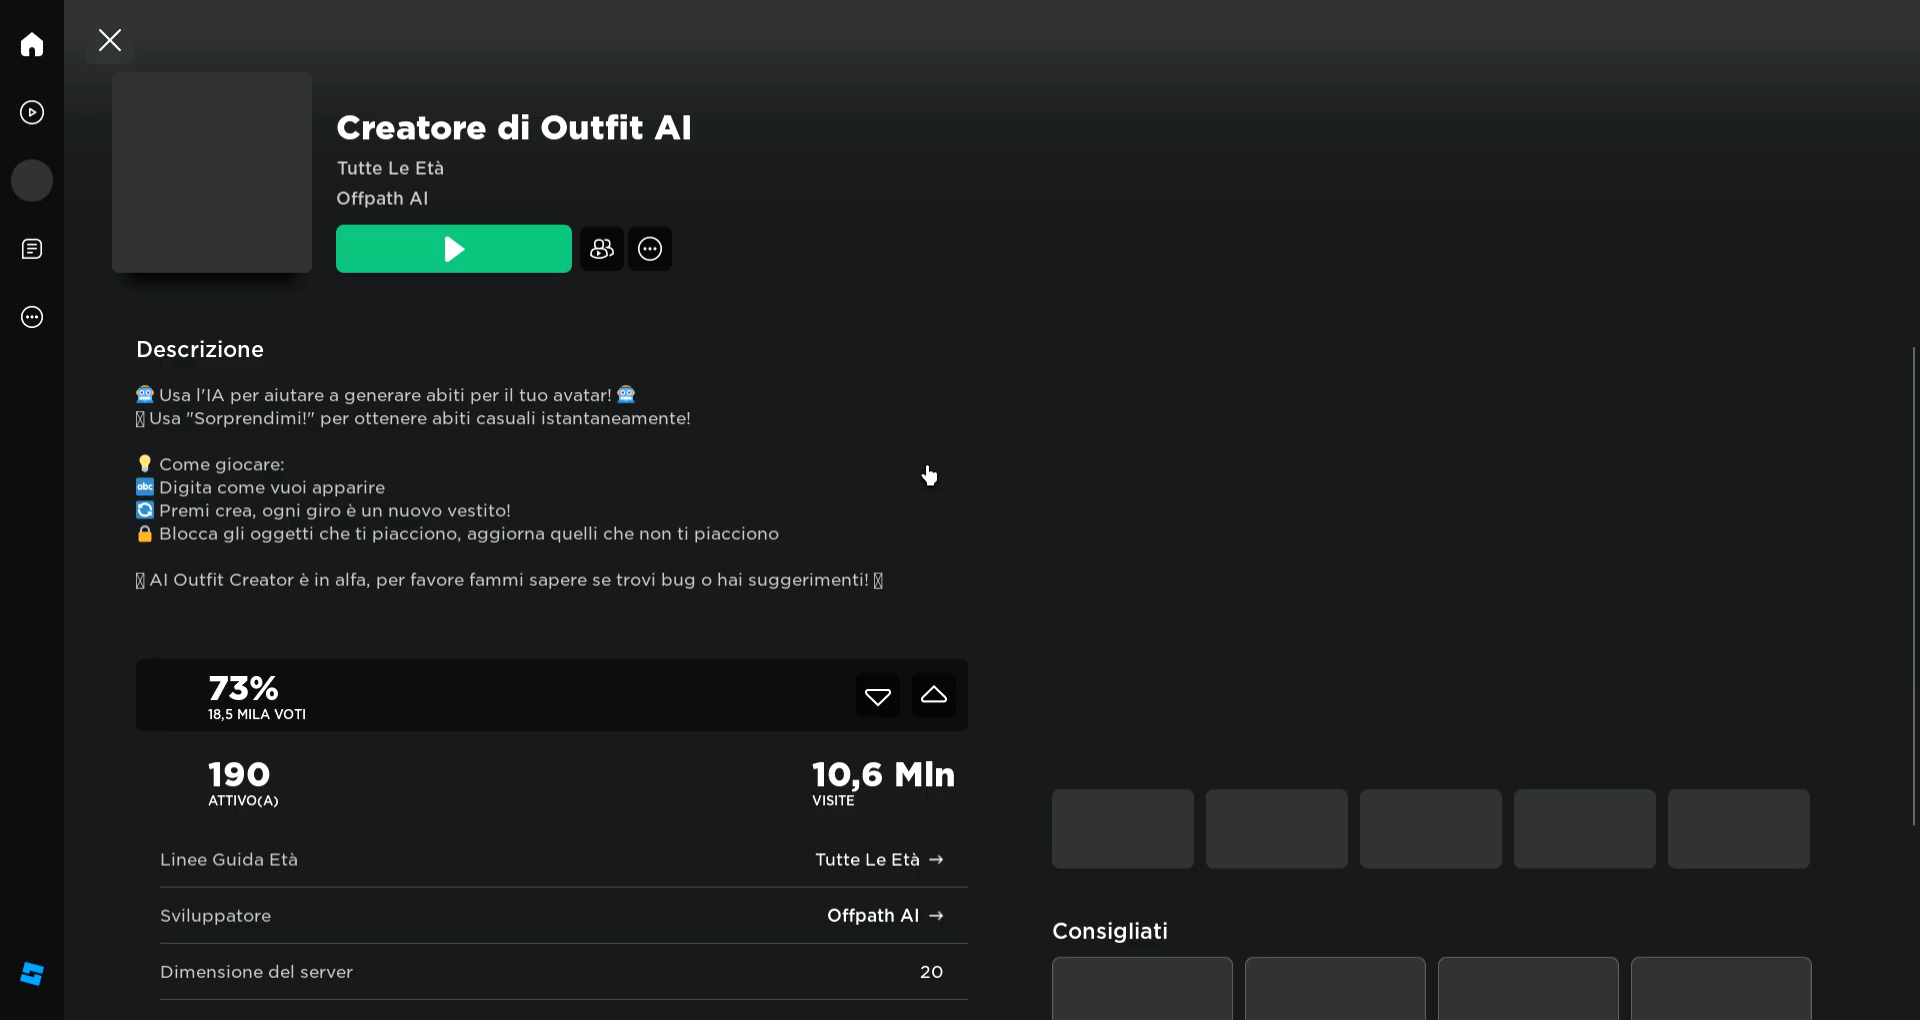 Creatore di Outfit AI
Tutte Le Età
Offpath AI
Descrizione
🤖 Usa l'IA per aiutare a generare abiti per il tuo avatar! 🤖
Usa "Sorprendimi!" per ottenere abiti casuali istantaneamente!
💡 Come giocare:
🔤 Digita come vuoi apparire
🔄 Premi crea, ogni giro è un nuovo vestito!
🔒 Blocca gli oggetti che ti piacciono, aggiorna quelli che non ti piacciono
AI Outfit Creator è in alfa, per favore fammi sapere se trovi bug o hai suggerimenti!
73%
18,5 MILA VOTI
190
ATTIVO(A)
10,6 Mln
VISITE
Linee Guida Età
Tutte Le Età →
Sviluppatore
Offpath AI →
Dimensione del server
20
Consigliati